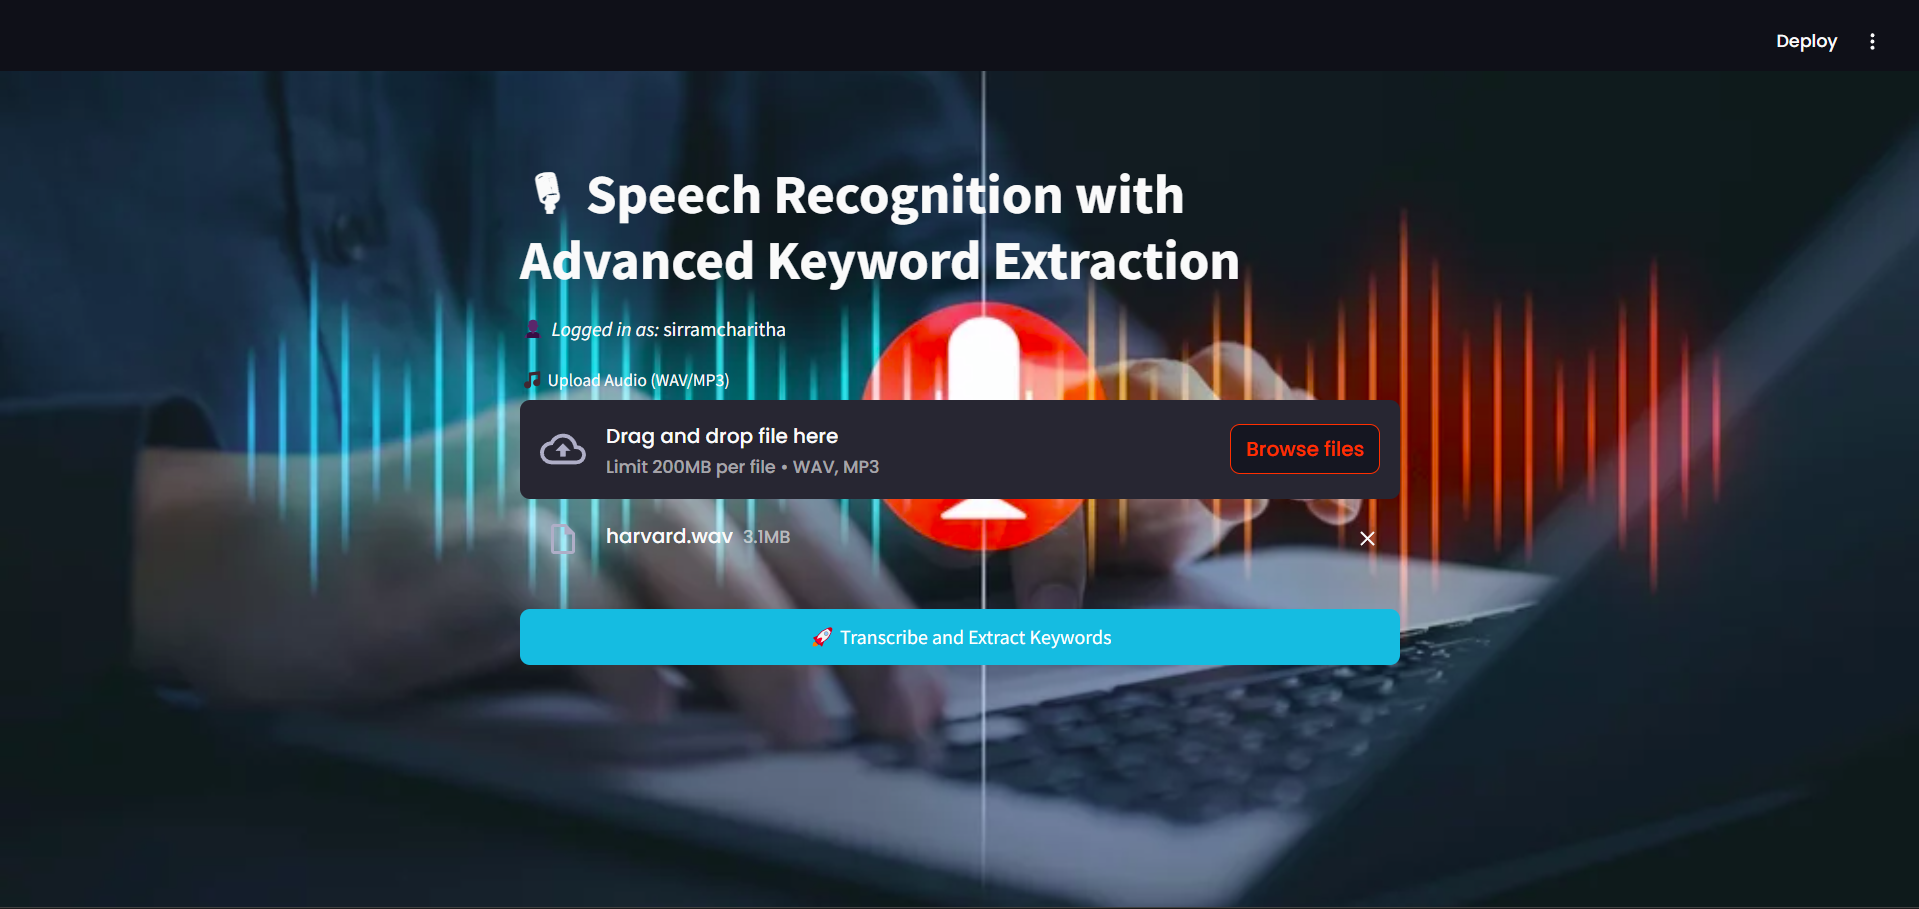 Deploy
Speech Recognition with
Advanced Keyword Extraction
Logged in as: sirramcharitha
Upload Audio (WAV/MP3)
Drag and drop file here
Limit 200MB per file • WAV, MP3
Browse files
harvard.wav 3.1MB
Transcribe and Extract Keywords